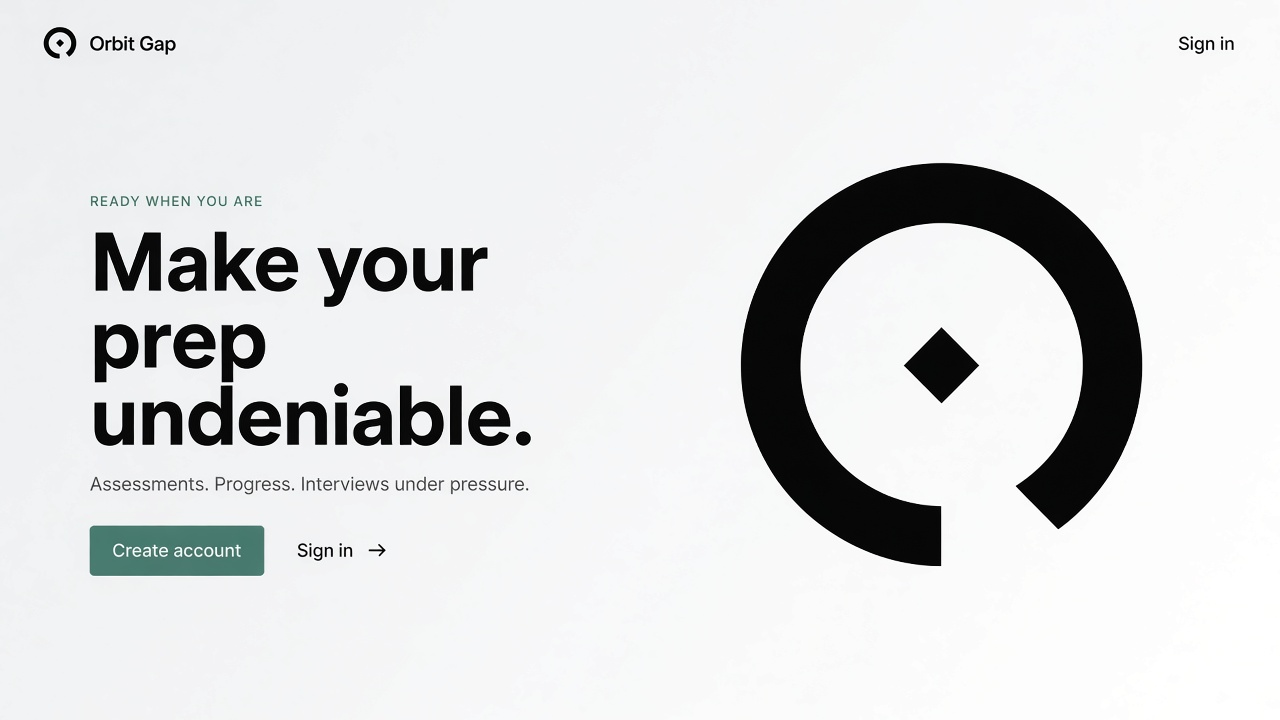 Orbit Gap
Sign in
READY WHEN YOU ARE
Make your
prep
undeniable.
Assessments. Progress. Interviews under pressure.
Create account
Sign in →